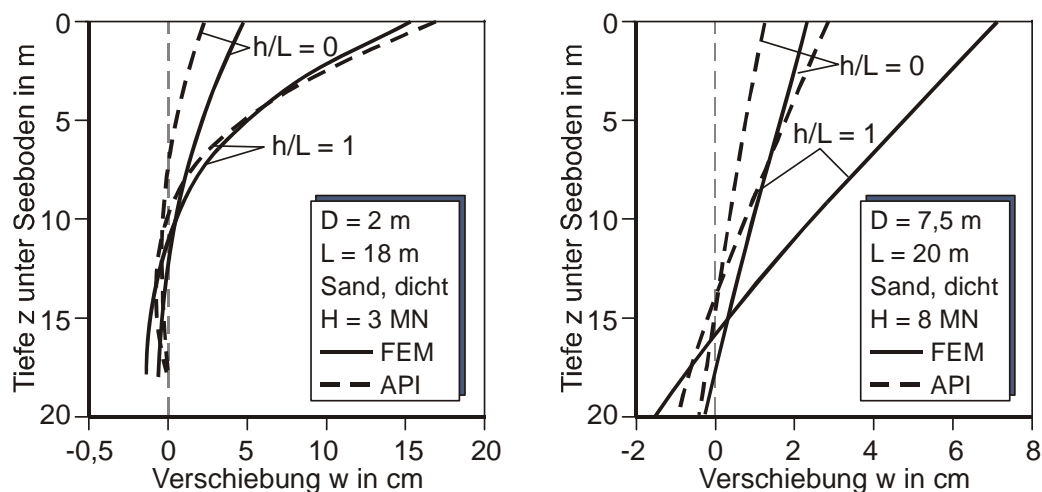 0
5
10
15
20
Tiefe z unter Seeboden in m
h/L = 0
h/L = 1
D = 2 m
L = 18 m
Sand, dicht
H = 3 MN
FEM
API
-0,5
0
5
10
15
20
Verschiebung w in cm
0
5
10
15
20
Tiefe z unter Seeboden in m
h/L = 0
h/L = 1
D = 7,5 m
L = 20 m
Sand, dicht
H = 8 MN
FEM
API
-2
0
2
4
6
8
Verschiebung w in cm